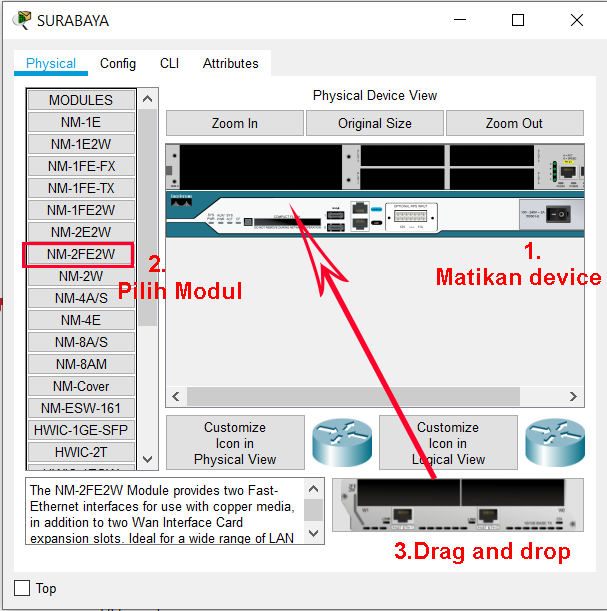 SURABAYA
Physical
Config
CLI
Attributes
MODULES
NM-1E
NM-1E2W
NM-1FE-FX
NM-1FE-TX
NM-1FE2W
NM-2E2W
NM-2FE2W
NM-2W
NM-4A/S
NM-4E
NM-8A/S
NM-8AM
NM-Cover
NM-ESW-161
HWIC-1GE-SFP
HWIC-2T
Physical Device View
Zoom In
Original Size
Zoom Out
OPTIONAL RPS INPUT
1.
Matikan device
2.
Pilih Modul
Customize
Icon in
Physical View
Customize
Icon in
Logical View
The NM-2FE2W Module provides two Fast-
Ethernet interfaces for use with copper media,
in addition to two Wan Interface Card
expansion slots. Ideal for a wide range of LAN
W1
W0
3.Drag and drop
Top